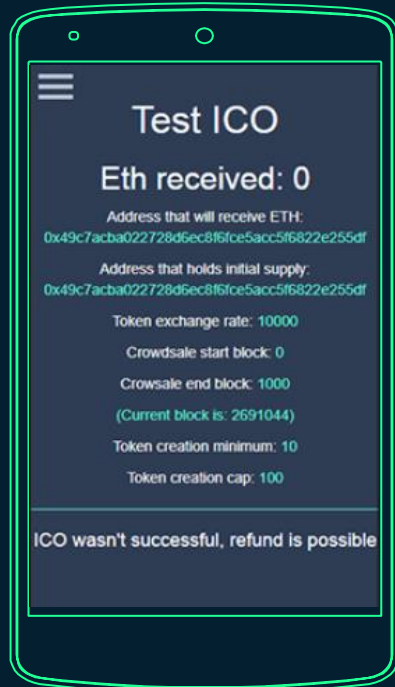 Test ICO
Eth received: 0
Address that will receive ETH:
0x49c7acba022728d6ec8f6fce5acc5f6822e255df
Address that holds initial supply:
0x49c7acba022728d6ec8f6fce5acc5f6822e255df
Token exchange rate: 10000
Crowdsale start block: 0
Crowsale end block: 1000
(Current block is: 2691044)
Token creation minimum: 10
Token creation cap: 100
ICO wasn't successful, refund is possible